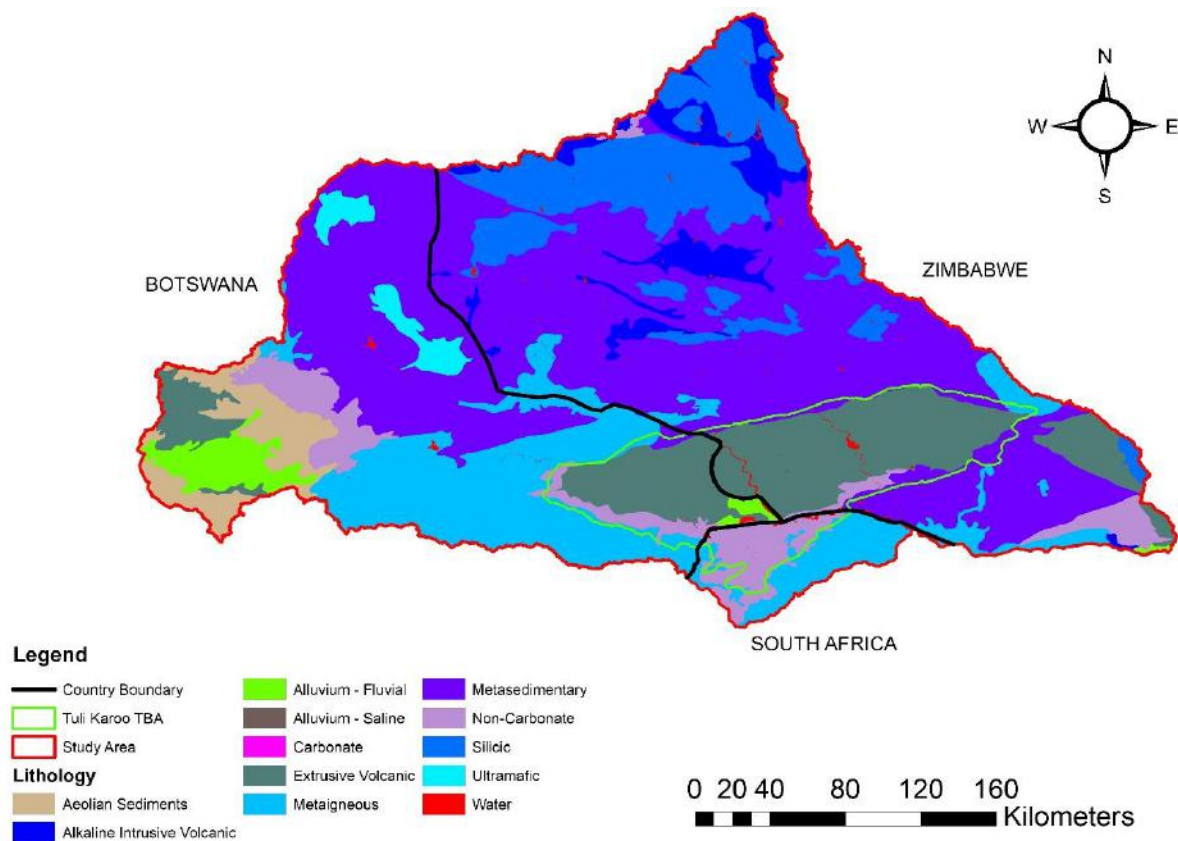 N
W
E
S
BOTSWANA
ZIMBABWE
SOUTH AFRICA
Legend
Country Boundary
Tuli Karoo TBA
Study Area
Lithology
Aeolian Sediments
Alkaline Intrusive Volcanic
Alluvium - Fluvial
Alluvium - Saline
Carbonate
Extrusive Volcanic
Metaigneous
Metasedimentary
Non-Carbonate
Silicic
Ultramafic
Water
0 20 40 80 120 160
Kilometers